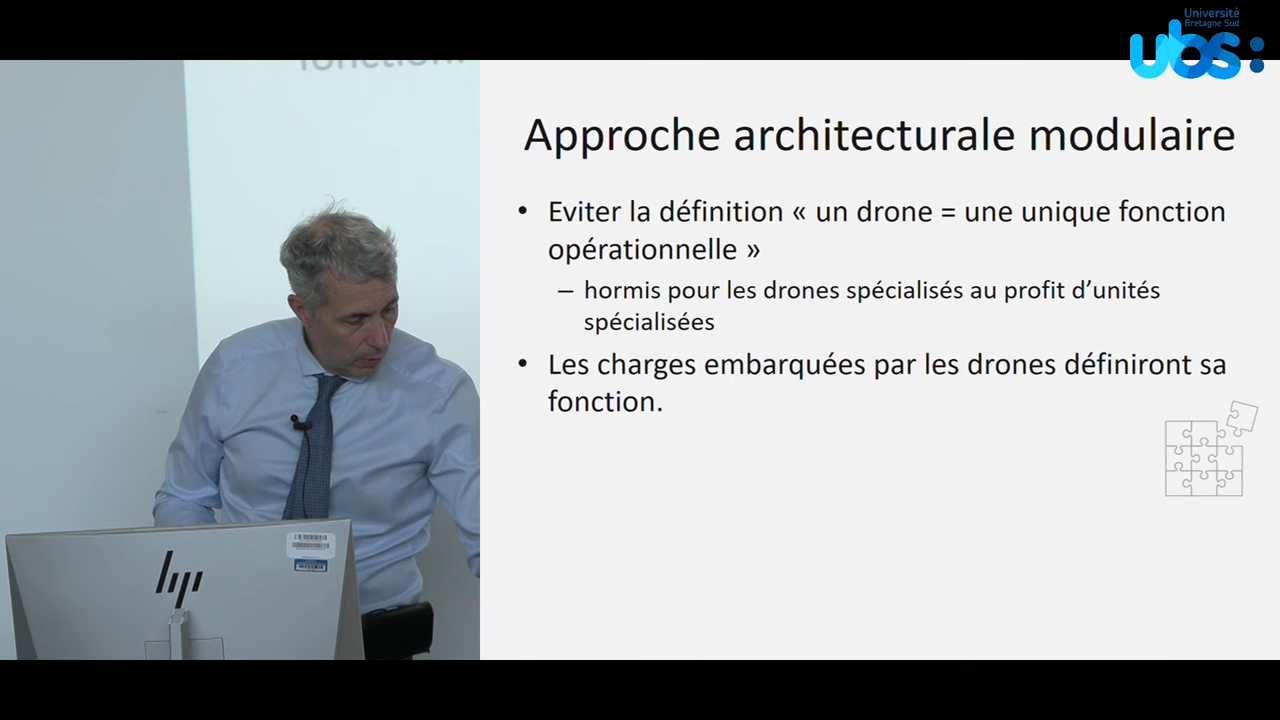 Université
Bretagne Sud
ubs:
fonction.
Approche architecturale modulaire
• Eviter la définition « un drone = une unique fonction
opérationnelle »
– hormis pour les drones spécialisés au profit d’unités
spécialisées
• Les charges embarquées par les drones définiront sa
fonction.
hp